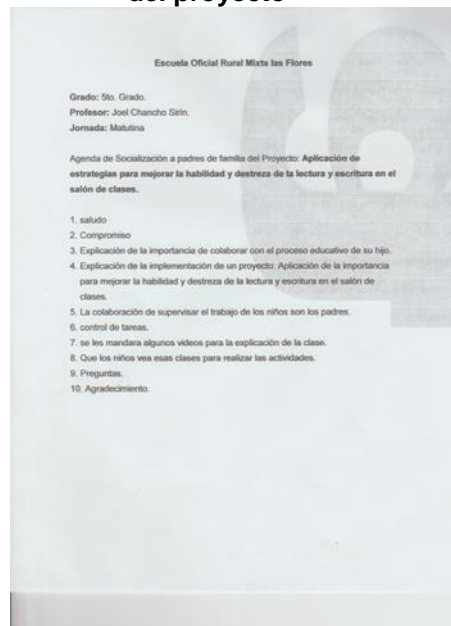 del proyecto
Escuela Oficial Rural Mixta las Flores
Grado: 5to. Grado.
Profesor: Joel Chancho Sirin.
Jornada: Matutina
Agenda de Socialización a padres de familia del Proyecto: Aplicación de
estrategias para mejorar la habilidad y destreza de la lectura y escritura en el
salón de clases.
1. saludo
2. Compromiso
3. Explicación de la importancia de colaborar con el proceso educativo de su hijo.
4. Explicación de la implementación de un proyecto: Aplicación de la importancia
para mejorar la habilidad y destreza de la lectura y escritura en el salón de
clases.
5. La colaboración de supervisar el trabajo de los niños son los padres.
6. control de tareas.
7. se les mandara algunos videos para la explicación de la clase.
8. Que los niños vea esas clases para realizar las actividades.
9. Preguntas.
10. Agradecimiento.